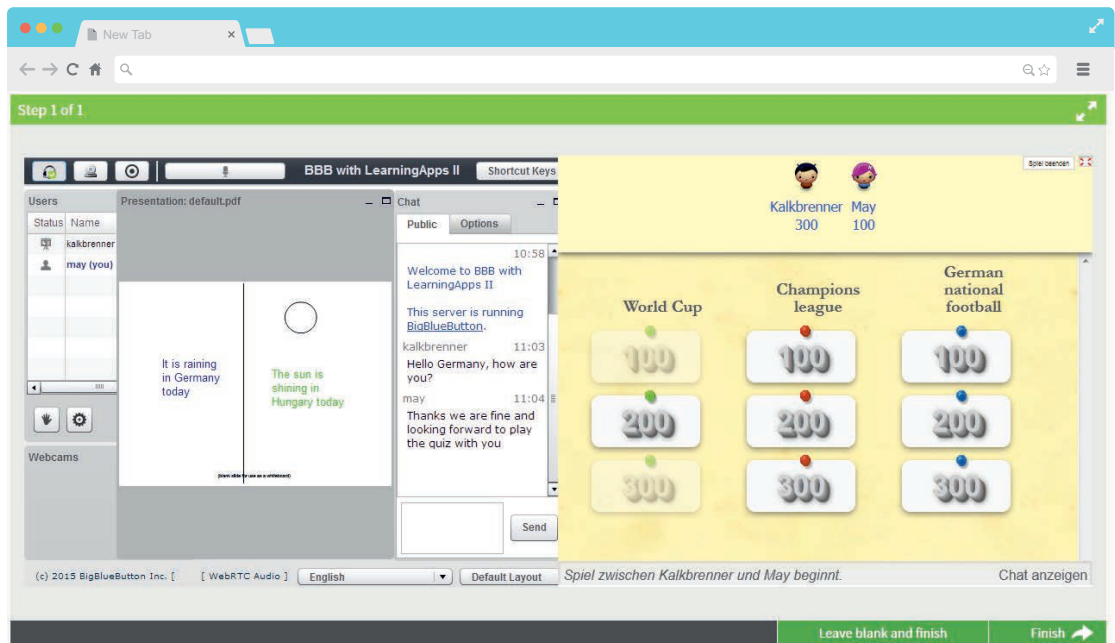 New Tab
Step 1 of 1
BBB with LearningApps II
Shortcut Keys
Users
Status Name
kalkbrenner
may (you)
Webcams
Presentation: default.pdf
It is raining
in Germany
today
The sun is
shining in
Hungary today
(blank slide for use as a whiteboard)
Chat
Public Options
10:58
Welcome to BBB with
LearningApps II
This server is running
BigBlueButton.
kalkbrenner 11:03
Hello Germany, how are
you?
may 11:04
Thanks we are fine and
looking forward to play
the quiz with you
Send
(c) 2015 BigBlueButton Inc. [ [ WebRTC Audio ] English Default Layout
Spiel beenden
Kalkbrenner May
300 100
World Cup
Champions
league
German
national
football
100 100 100
200 200 200
300 300 300
Spiel zwischen Kalkbrenner und May beginnt. Chat anzeigen
Leave blank and finish Finish